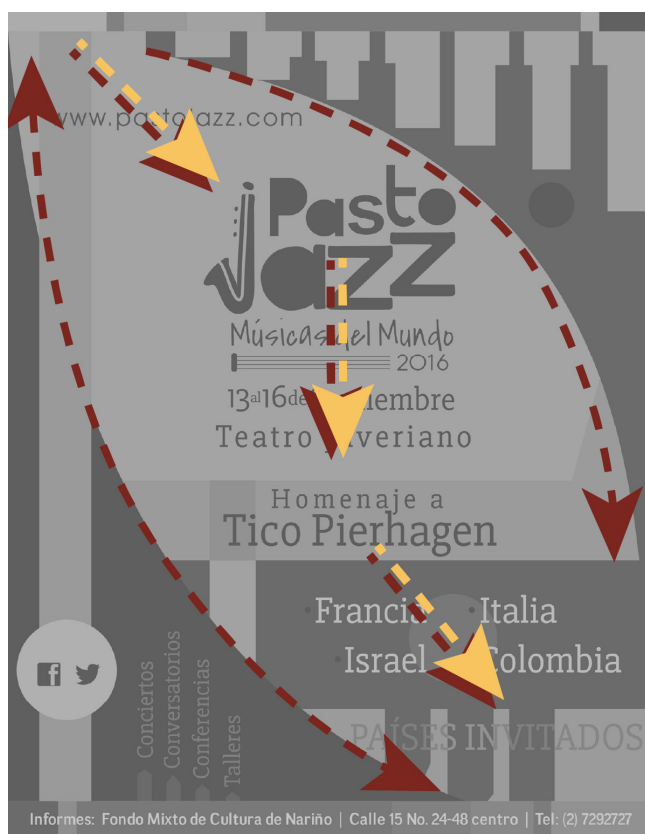 www.pastojazz.com
Pasto
Jazz
Músicas del Mundo
2016
13 al 16 de
Teatro Javeriano
Homenaje a
Tico Pierhagen
Francia
Italia
Israel
Colombia
PAÍSES INVITADOS
Conciertos
Conversatorios
Conferencias
Talleres
Informes: Fondo Mixto de Cultura de Nariño | Calle 15 No. 24-48 centro | Tel: (2) 7292727